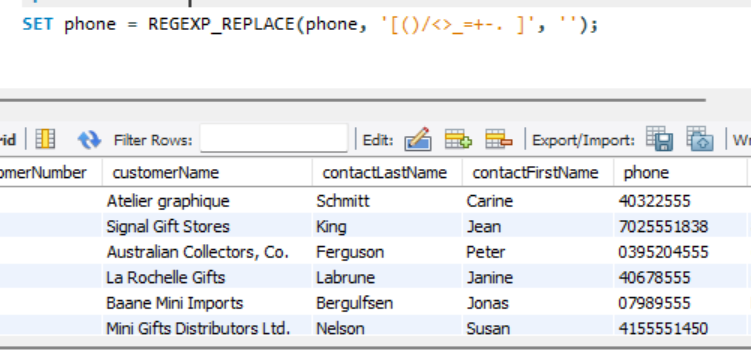 SET phone = REGEXP_REPLACE(phone, '[()/<>_=+-. ]', '');
rid Filter Rows: Edit: Export/Import: Wr
omerNumber customerName contactLastName contactFirstName phone
Atelier graphique Schmitt Carine 40322555
Signal Gift Stores King Jean 7025551838
Australian Collectors, Co. Ferguson Peter 0395204555
La Rochelle Gifts Labrune Janine 40678555
Baane Mini Imports Bergulfsen Jonas 07989555
Mini Gifts Distributors Ltd. Nelson Susan 4155551450